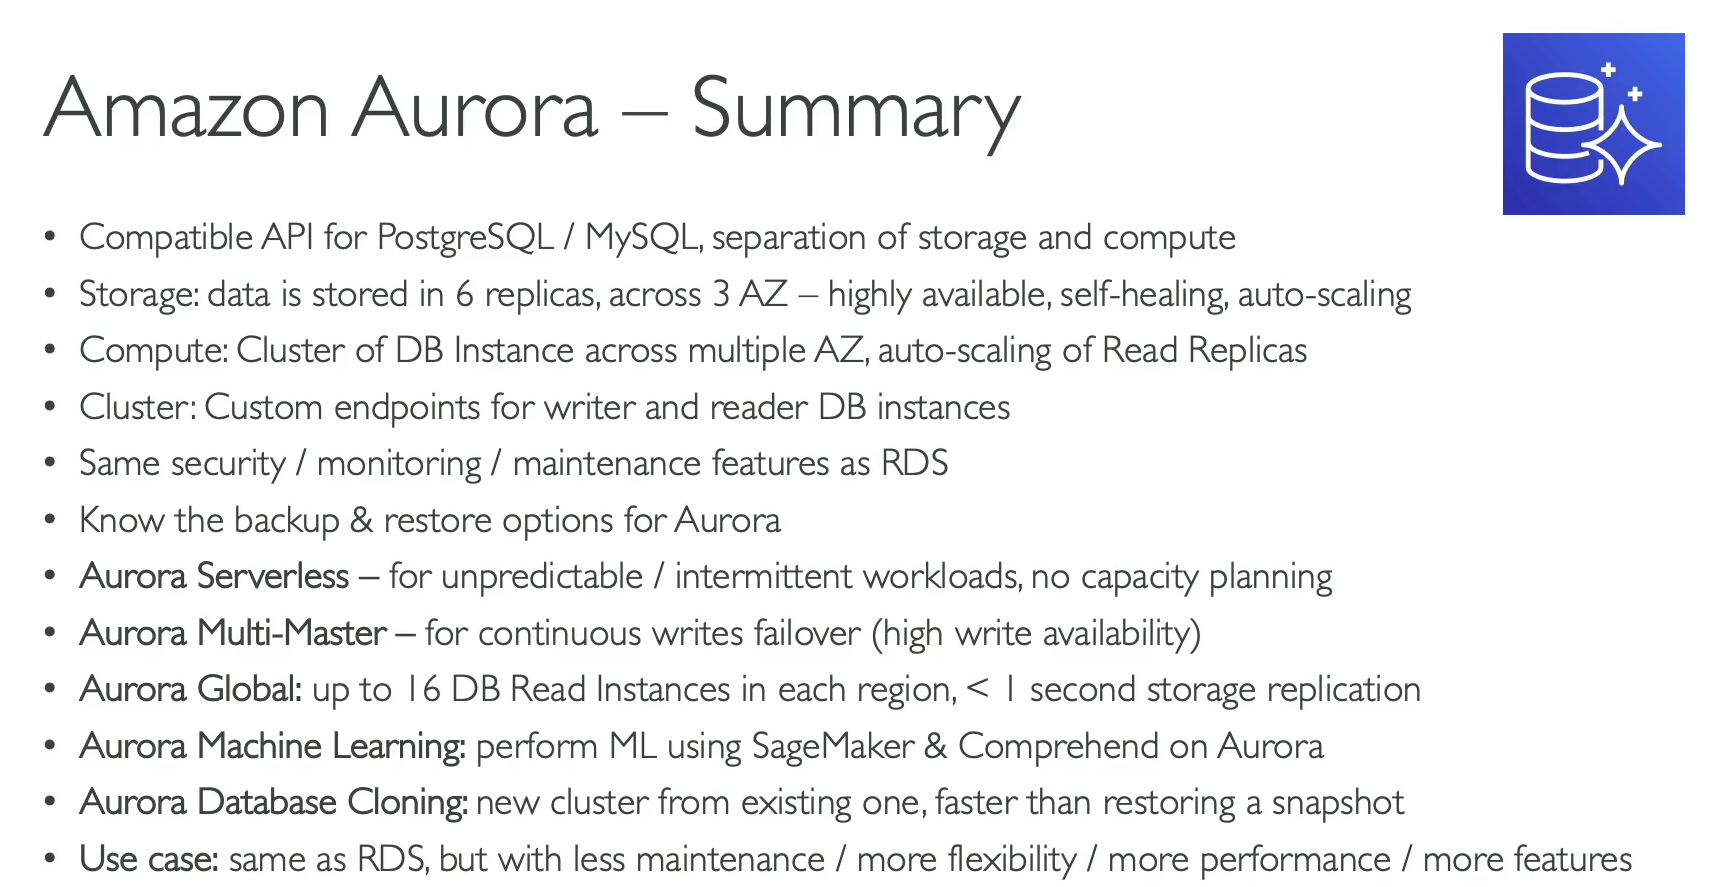 Amazon Aurora – Summary
• Compatible API for PostgreSQL / MySQL, separation of storage and compute
• Storage: data is stored in 6 replicas, across 3 AZ – highly available, self-healing, auto-scaling
• Compute: Cluster of DB Instance across multiple AZ, auto-scaling of Read Replicas
• Cluster: Custom endpoints for writer and reader DB instances
• Same security / monitoring / maintenance features as RDS
• Know the backup & restore options for Aurora
• Aurora Serverless – for unpredictable / intermittent workloads, no capacity planning
• Aurora Multi-Master – for continuous writes failover (high write availability)
• Aurora Global: up to 16 DB Read Instances in each region, < 1 second storage replication
• Aurora Machine Learning: perform ML using SageMaker & Comprehend on Aurora
• Aurora Database Cloning: new cluster from existing one, faster than restoring a snapshot
• Use case: same as RDS, but with less maintenance / more flexibility / more performance / more features